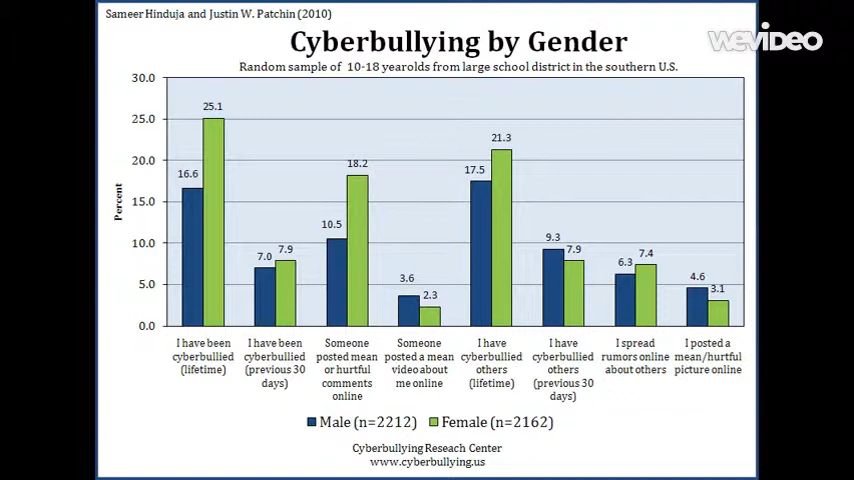 Sameer Hinduja and Justin W. Patchin (2010)
Cyberbullying by Gender
WEVIDEO
Random sample of 10-18 yearolds from large school district in the southern U.S.
30.0
25.0
20.0
15.0
10.0
5.0
0.0
Percent
16.6
25.1
7.0
7.9
10.5
18.2
3.6
2.3
17.5
21.3
9.3
7.9
6.3
7.4
4.6
3.1
I have been
cyberbullied
(lifetime)
I have been
cyberbullied
(previous 30
days)
Someone
posted mean
or hurtful
comments
online
Someone
posted a mean
video about
me online
I have
cyberbullied
others
(lifetime)
I have
cyberbullied
others
(previous 30
days)
I spread
rumors online
about others
I posted a
mean/hurtful
picture online
Male (n=2212)
Female (n=2162)
Cyberbullying Reseach Center
www.cyberbullying.us